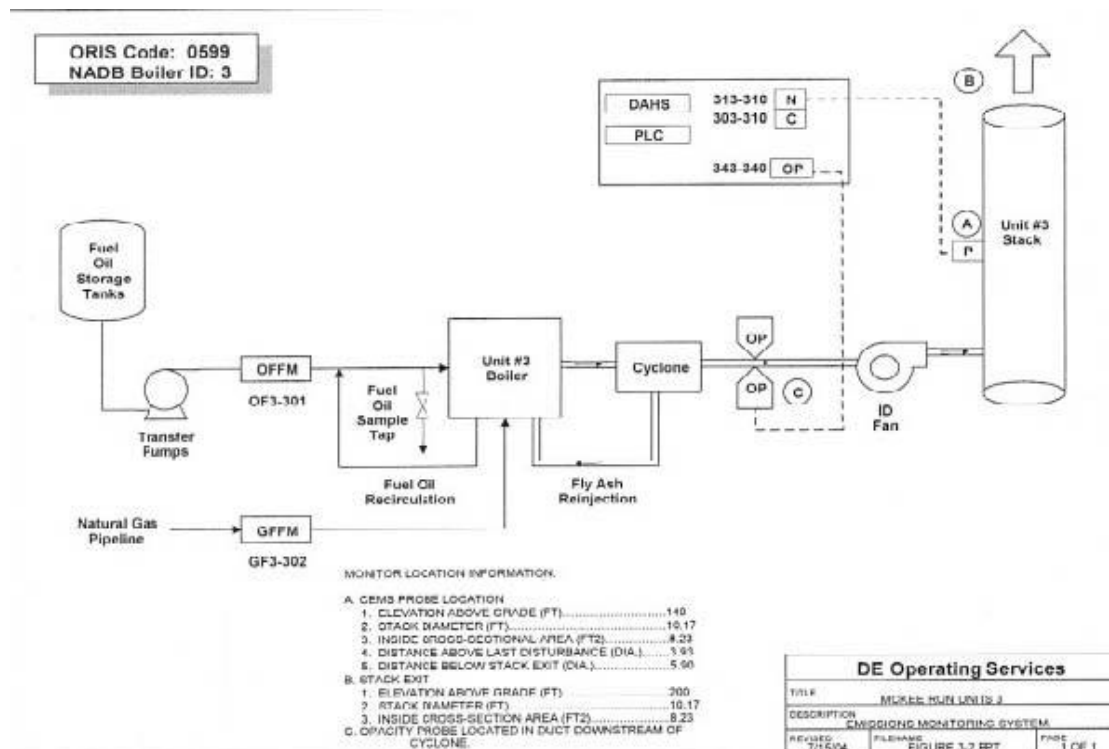 ORIS Code: 0599
NADB Boiler ID: 3
B
DAHS
313-310 N
303-310 C
PLC
343-340 OP
A
P
Unit #3
Stack
Fuel
Oil
Storage
Tanks
OP
Unit #3
Boiler
Cyclone
OFFM
OF3-301
Fuel
Oil
Sample
Tap
OP
C
ID
Fan
Transfer
Pumps
Fuel Oil
Recirculation
Fly Ash
Reinjection
Natural Gas
Pipeline
GFFM
GF3-302
MONITOR LOCATION INFORMATION.
A. CEMS PROBE LOCATION
1. ELEVATION ABOVE GRADE (FT)
2. STACK DIAMETER (FT) 10.17
3. INSIDE CROSS-SECTIONAL AREA (FT2) 8.23
4. DISTANCE ABOVE LAST DISTURBANCE (DIA.) 3.93
5. DISTANCE BELOW STACK EXIT (DIA.)
B. STACK EXIT
1. ELEVATION ABOVE GRADE (FT) 200
2. STACK DIAMETER (FT) 10.17
3. INSIDE CROSS-SECTION AREA (FT2) 8.23
C. OPACITY PROBE LOCATED IN DUCT DOWNSTREAM OF
CYCLONE.
DE Operating Services
TITLE MCKEE RUN UNITS 3
DESCRIPTION
EMISSIONS MONITORING SYSTEM
REVISED FILENAME PAGE
7/15/04 FIGURE 3-2.PPT 1 OF 1